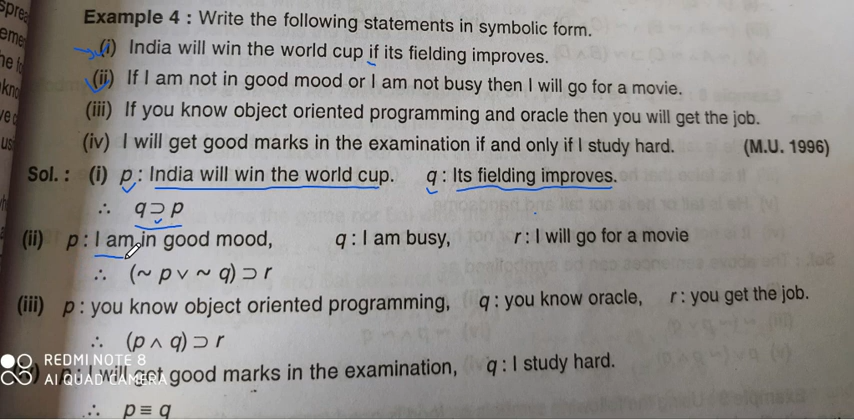 Example 4 : Write the following statements in symbolic form.
(i) India will win the world cup if its fielding improves.
(ii) If I am not in good mood or I am not busy then I will go for a movie.
(iii) If you know object oriented programming and oracle then you will get the job.
(iv) I will get good marks in the examination if and only if I study hard. (M.U. 1996)
Sol. : (i) p : India will win the world cup. q : Its fielding improves.
∴ q ⊃ p
(ii) p : I am in good mood, q : I am busy, r : I will go for a movie
∴ (~ p ∨ ~ q) ⊃ r
(iii) p : you know object oriented programming, q : you know oracle, r : you get the job.
∴ (p ∧ q) ⊃ r
REDMI NOTE 8
AI QUAD CAMERA
p : I will get good marks in the examination, q : I study hard.
∴ p ≡ q